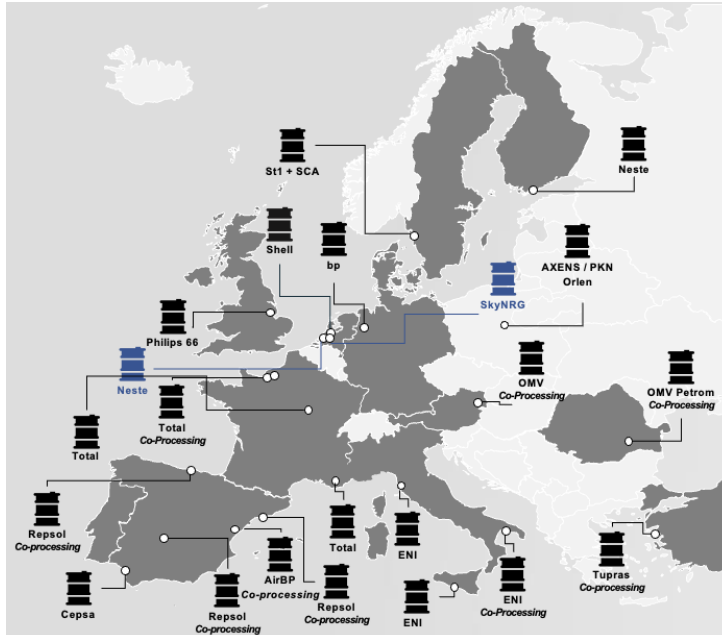 St1 + SCA
Neste
Shell
bp
AXENS / PKN
Orlen
SkyNRG
Philips 66
Neste
OMV
Co-Processing
OMV Petrom
Co-Processing
Total
Co-Processing
Total
Repsol
Co-processing
Total
ENI
AirBP
Co-processing
Tupras
Co-processing
Cepsa
Repsol
Co-processing
Repsol
Co-processing
ENI
ENI
Co-Processing